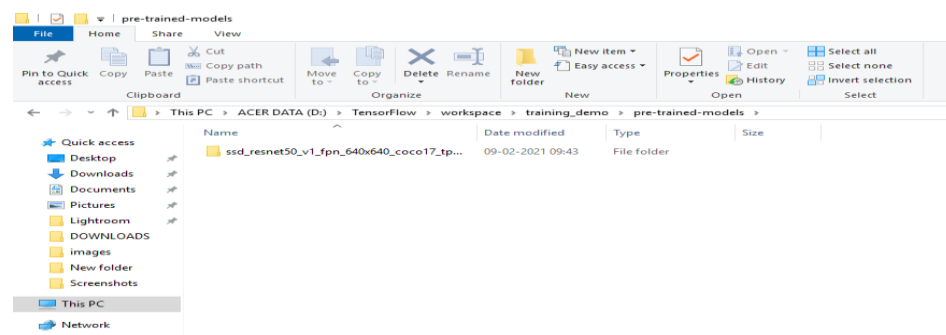 pre-trained-models
File Home Share View
Pin to Quick access
Copy
Paste
Cut
Copy path
Paste shortcut
Clipboard
Move to
Copy to
Delete
Rename
Organize
New folder
New item
Easy access
New
Properties
Open
Edit
History
Open
Select all
Select none
Invert selection
Select
This PC > ACER DATA (D:) > TensorFlow > workspace > training_demo > pre-trained-models >
Name Date modified Type Size
ssd_resnet50_v1_fpn_640x640_coco17_tp... 09-02-2021 09:43 File folder
Quick access
Desktop
Downloads
Documents
Pictures
Lightroom
DOWNLOADS
images
New folder
Screenshots
This PC
Network